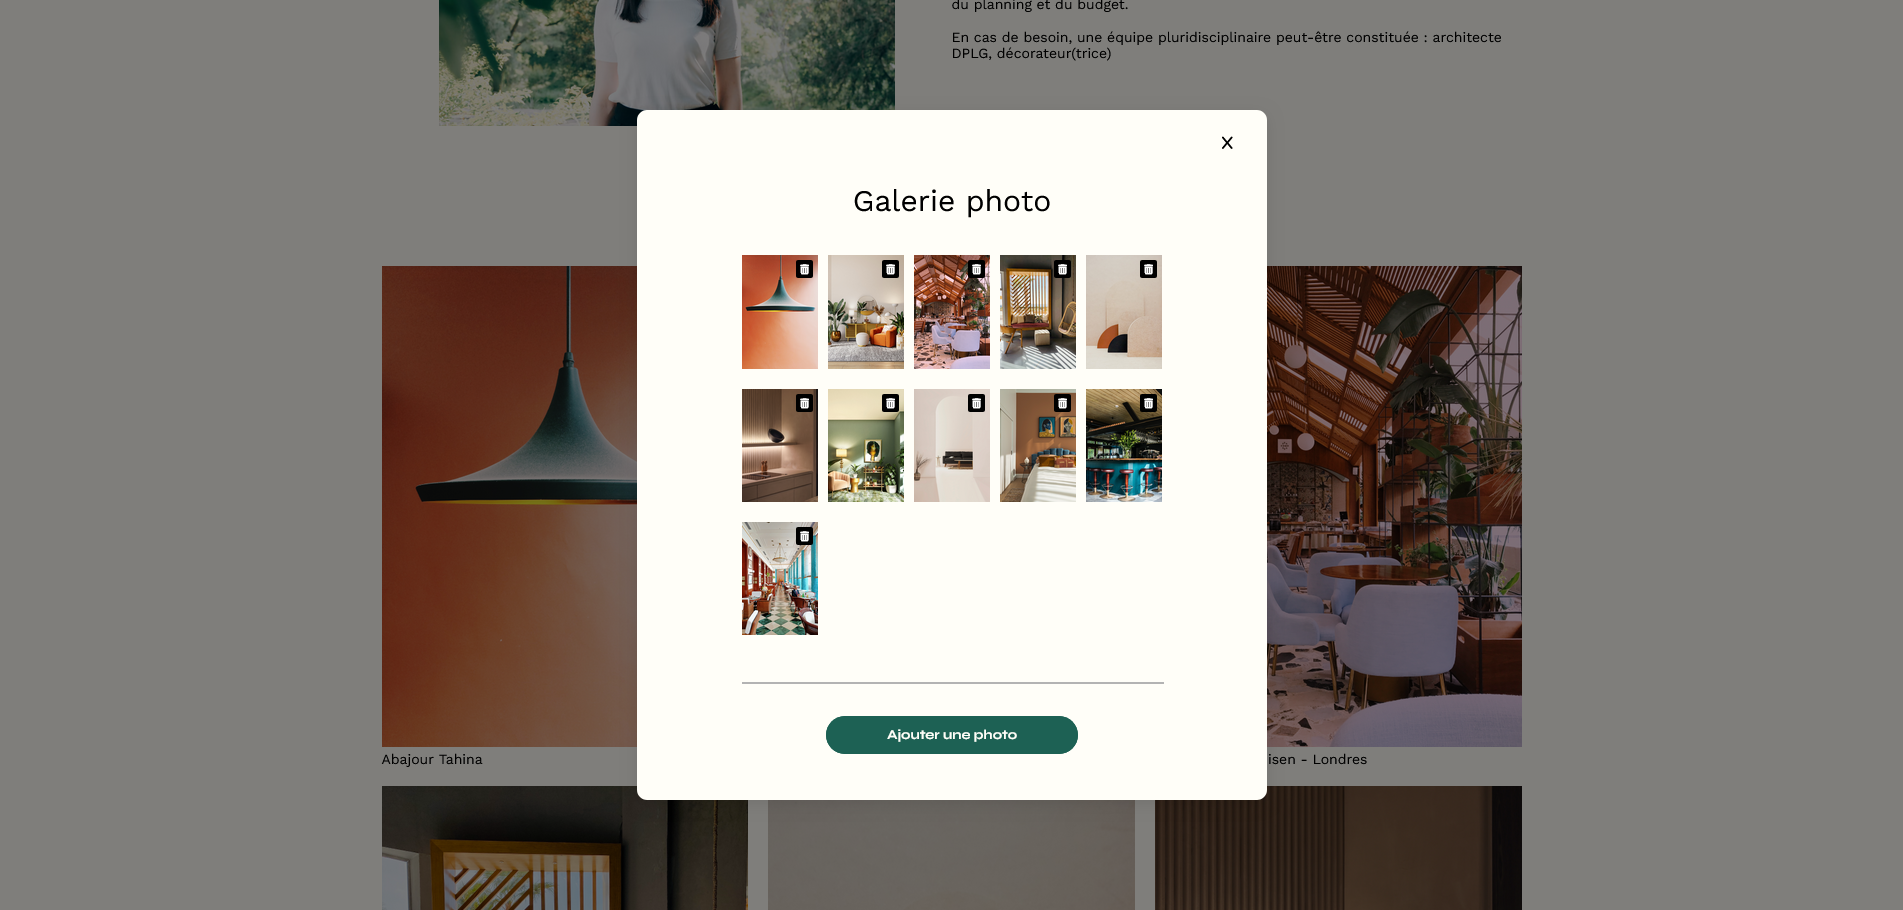 du planning et du budget.
En cas de besoin, une équipe pluridisciplinaire peut-être constituée : architecte
DPLG, décorateur(trice)
X
Galerie photo
Ajouter une photo
Abajour Tahina
isen - Londres